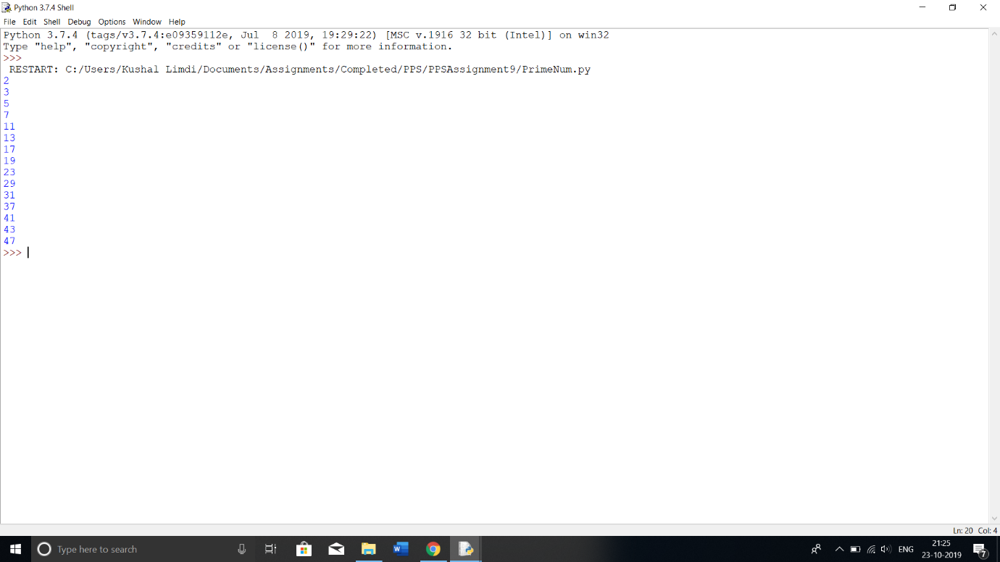 Python 3.7.4 Shell
File Edit Shell Debug Options Window Help
Python 3.7.4 (tags/v3.7.4:e09359112e, Jul  8 2019, 19:29:22) [MSC v.1916 32 bit (Intel)] on win32
Type "help", "copyright", "credits" or "license()" for more information.
>>>
 RESTART: C:/Users/Kushal Limdi/Documents/Assignments/Completed/PPS/PPSAssignment9/PrimeNum.py
2
3
5
7
11
13
17
19
23
29
31
37
41
43
47
>>>
Ln: 20 Col: 4
Type here to search
W
ENG
21:25
23-10-2019
7